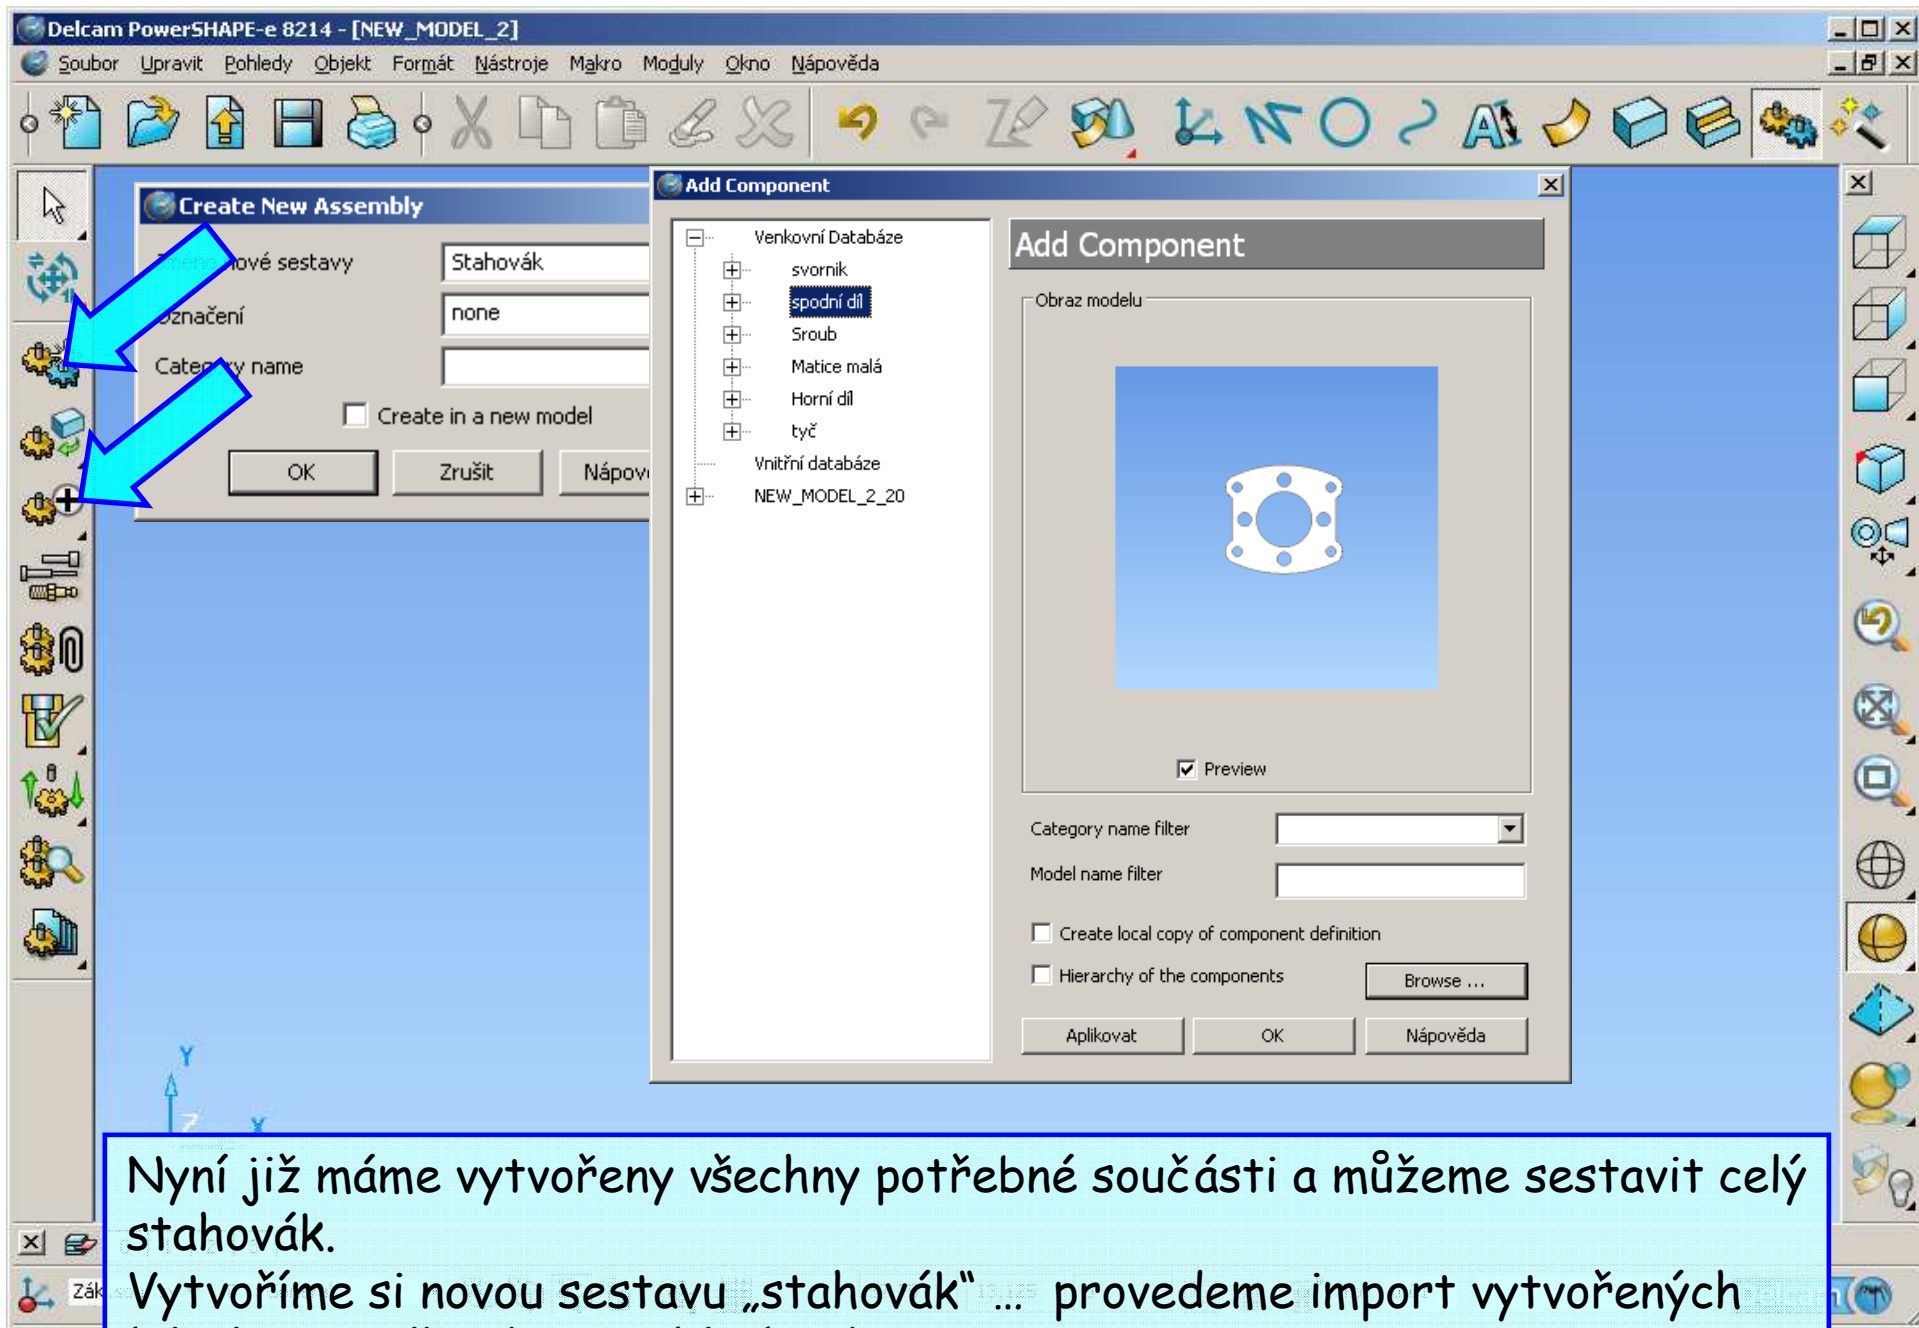 Delcam PowerSHAPE-e 8214 - [NEW_MODEL_2]
Soubor Upravit Pohledy Objekt Formát Nástroje Makro Moduly Okno Nápověda
Create New Assembly
nové sestavy
Stahovák
Označení
none
Category name
Create in a new model
OK
Zrušit
Add Component
Venkovní Databáze
svornik
spodní díl
Sroub
Matice malá
Horní díl
tyč
Vnitřní databáze
NEW_MODEL_2_20
Add Component
Obraz modelu
Preview
Category name filter
Model name filter
Create local copy of component definition
Hierarchy of the components
Browse ...
Aplikovat
OK
Nápověda
Y
Z
X
Nyní již máme vytvořeny všechny potřebné součásti a můžeme sestavit celý
stahovák.
Vytvoříme si novou sestavu „stahovák“ … provedeme import vytvořených